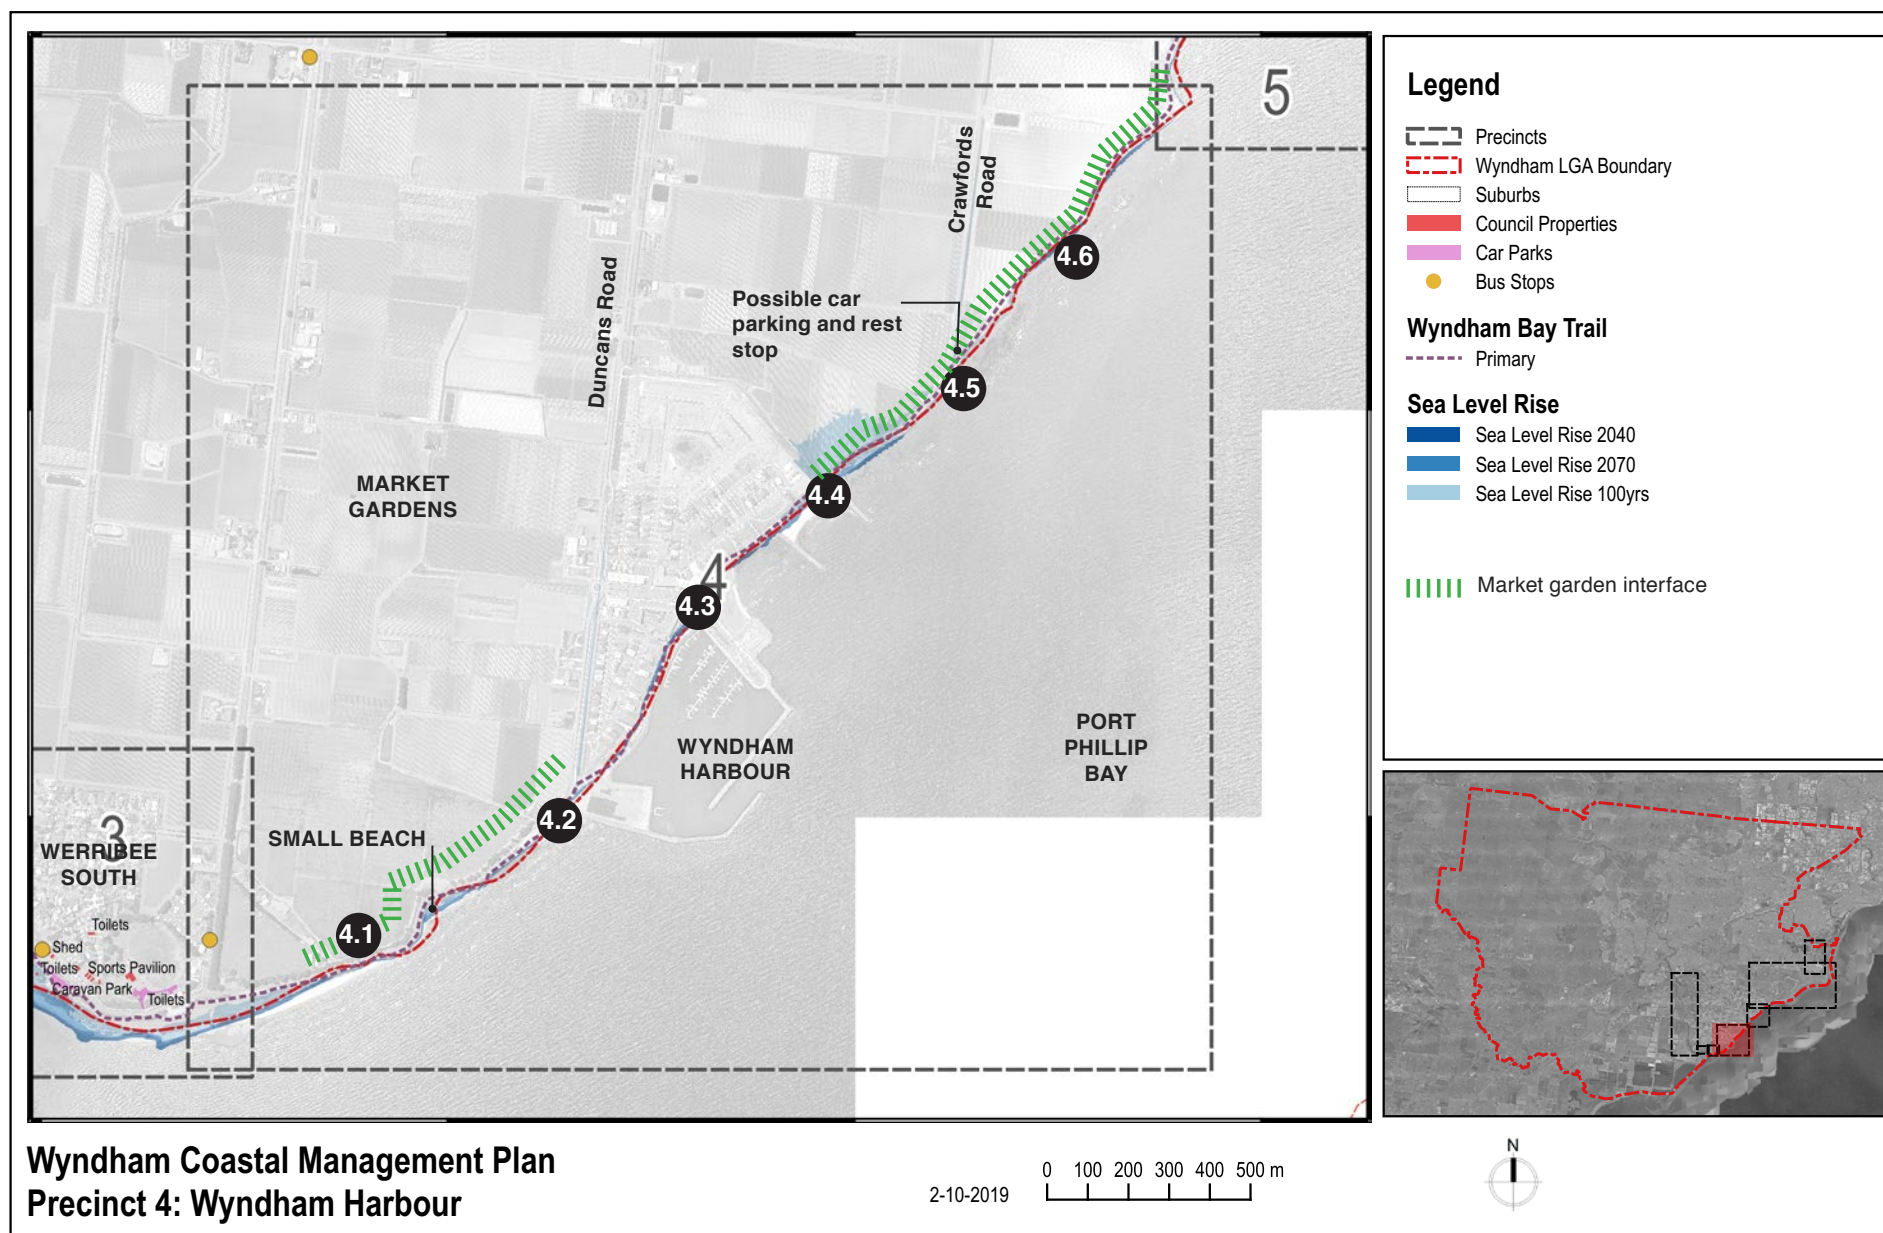 5
Crawfords
Road
4.6
Possible car
parking and rest
stop
Duncans Road
4.5
MARKET
GARDENS
4.4
4
4.3
WYNDHAM
HARBOUR
PORT
PHILLIP
BAY
4.2
SMALL BEACH
3
WERRIBEE
SOUTH
4.1
Toilets
Shed
Toilets
Sports Pavilion
Caravan Park
Toilets
Legend
Precincts
Wyndham LGA Boundary
Suburbs
Council Properties
Car Parks
Bus Stops
Wyndham Bay Trail
Primary
Sea Level Rise
Sea Level Rise 2040
Sea Level Rise 2070
Sea Level Rise 100yrs
Market garden interface
Wyndham Coastal Management Plan
Precinct 4: Wyndham Harbour
2-10-2019
0 100 200 300 400 500 m
N